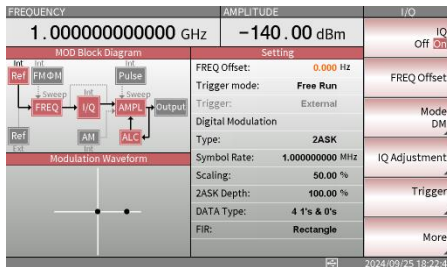 FREQUENCY AMPLITUDE I/Q
1.000000000000 GHz −140.00 dBm
MOD Block Diagram
Int Int Int
Ref FMΦM Pulse
Sweep Sweep
FREQ I/Q AMPL Output
Ref AM ALC
Ext Int
Modulation Waveform
Setting
FREQ Offset: 0.000 Hz
Trigger mode: Free Run
Trigger: External
Digital Modulation
Type: 2ASK
Symbol Rate: 1.000000000 MHz
Scaling: 50.00 %
2ASK Depth: 100.00 %
DATA Type: 4 1's & 0's
FIR: Rectangle
IQ
Off On
FREQ Offset
Mode
DM
IQ Adjustment
Trigger
More
2024/09/25 18:22:4